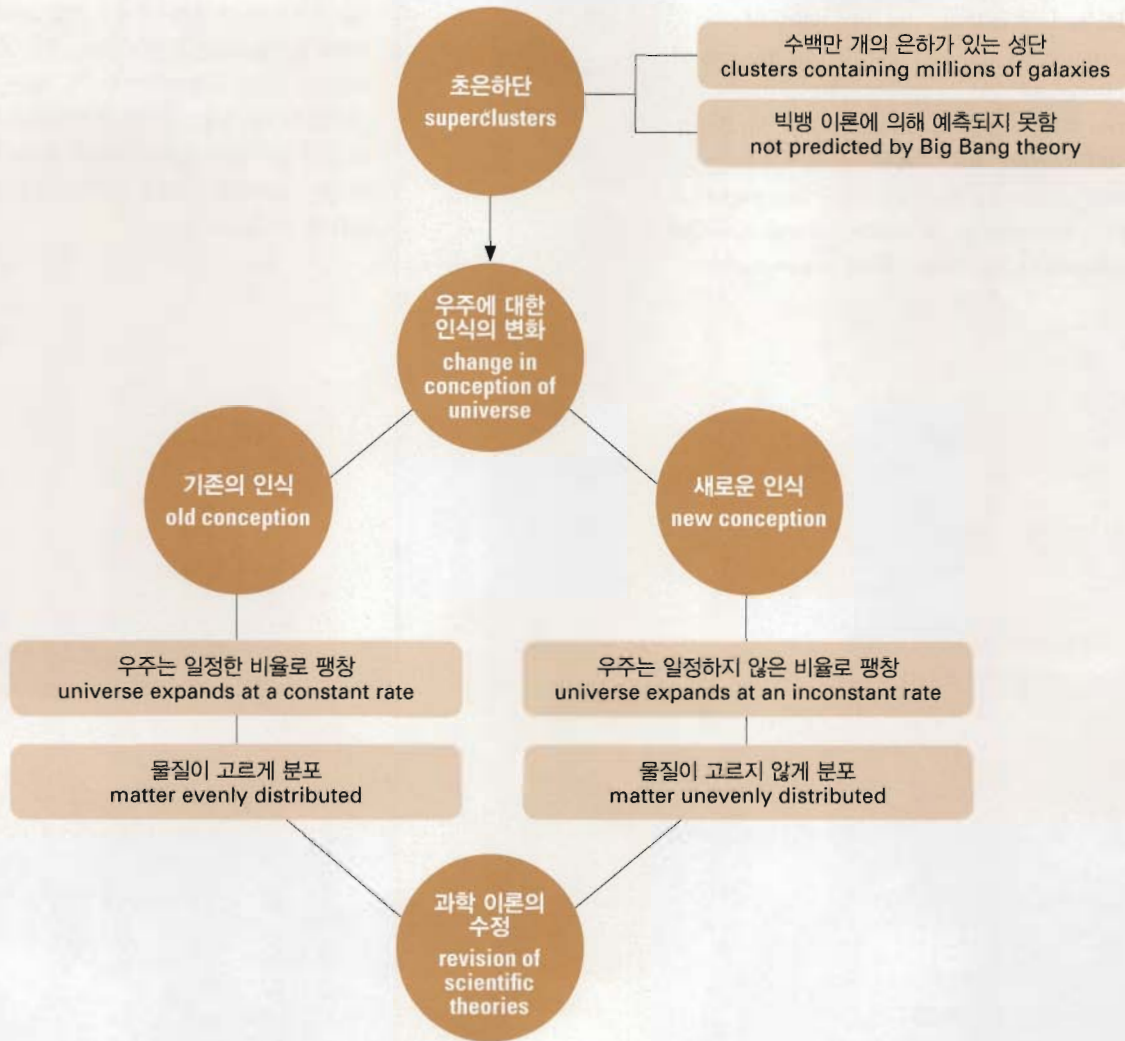 초은하단
superclusters
수백만 개의 은하가 있는 성단
clusters containing millions of galaxies
빅뱅 이론에 의해 예측되지 못함
not predicted by Big Bang theory
우주에 대한
인식의 변화
change in
conception of
universe
기존의 인식
old conception
새로운 인식
new conception
우주는 일정한 비율로 팽창
universe expands at a constant rate
우주는 일정하지 않은 비율로 팽창
universe expands at an inconstant rate
물질이 고르게 분포
matter evenly distributed
물질이 고르지 않게 분포
matter unevenly distributed
과학 이론의
수정
revision of
scientific
theories